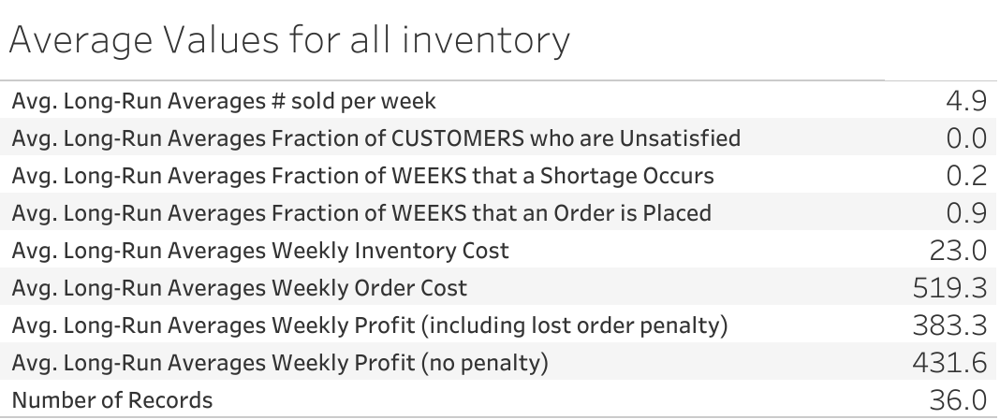 Average Values for all inventory
Avg. Long-Run Averages # sold per week 4.9
Avg. Long-Run Averages Fraction of CUSTOMERS who are Unsatisfied 0.0
Avg. Long-Run Averages Fraction of WEEKS that a Shortage Occurs 0.2
Avg. Long-Run Averages Fraction of WEEKS that an Order is Placed 0.9
Avg. Long-Run Averages Weekly Inventory Cost 23.0
Avg. Long-Run Averages Weekly Order Cost 519.3
Avg. Long-Run Averages Weekly Profit (including lost order penalty) 383.3
Avg. Long-Run Averages Weekly Profit (no penalty) 431.6
Number of Records 36.0